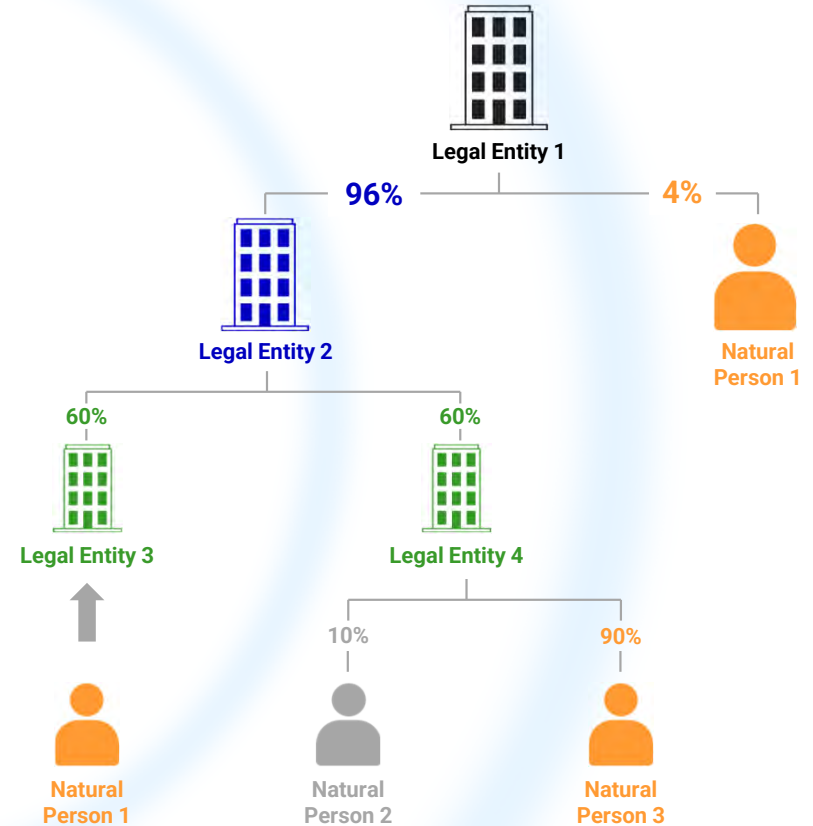 Legal Entity 1
96%
4%
Legal Entity 2
Natural
Person 1
60%
60%
Legal Entity 3
Legal Entity 4
10%
90%
Natural
Person 1
Natural
Person 2
Natural
Person 3